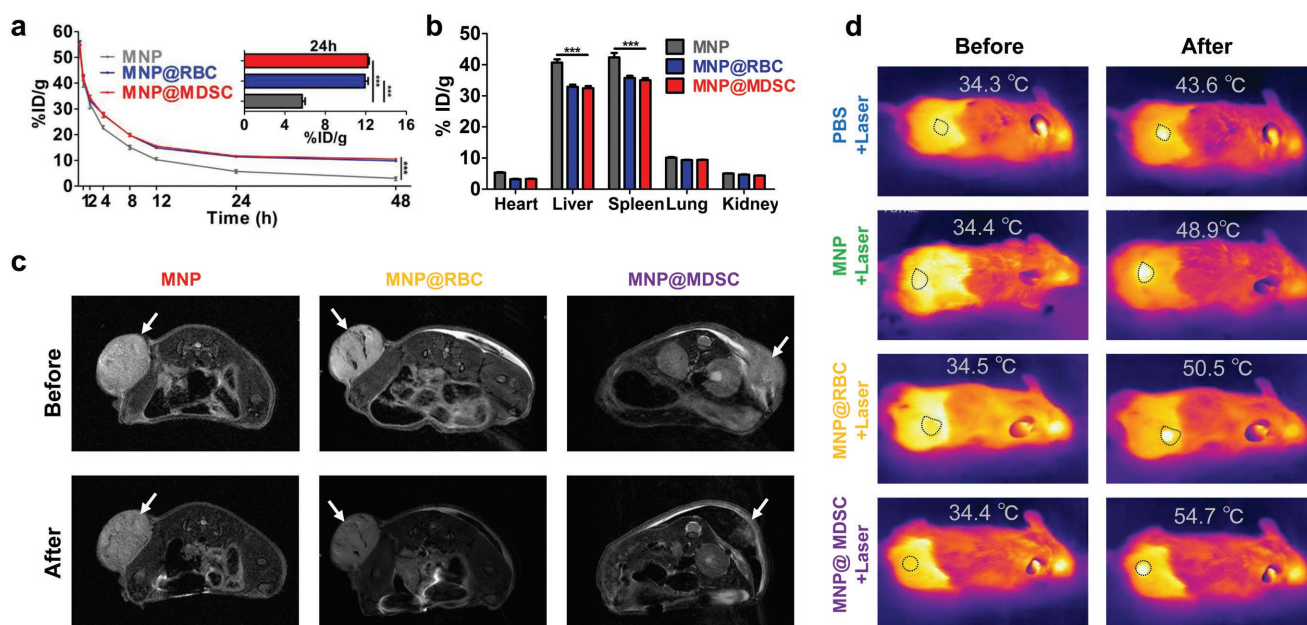 a
%ID/g
60
50
40
30
20
10
0
MNP
MNP@RBC
MNP@MDSC
12 4 8 12 24 48
Time (h)
24h
***
***
0 4 8 12 16
%ID/g
***
b
% ID/g
50
40
30
20
10
0
***
***
MNP
MNP@RBC
MNP@MDSC
Heart Liver Spleen Lung Kidney
c
MNP MNP@RBC MNP@MDSC
Before
After
d
Before After
PBS
+Laser
34.3 °C 43.6 °C
MNP
+Laser
34.4 °C 48.9°C
MNP@RBC
+Laser
34.5 °C 50.5 °C
MNP@ MDSC
+Laser
34.4 °C 54.7 °C